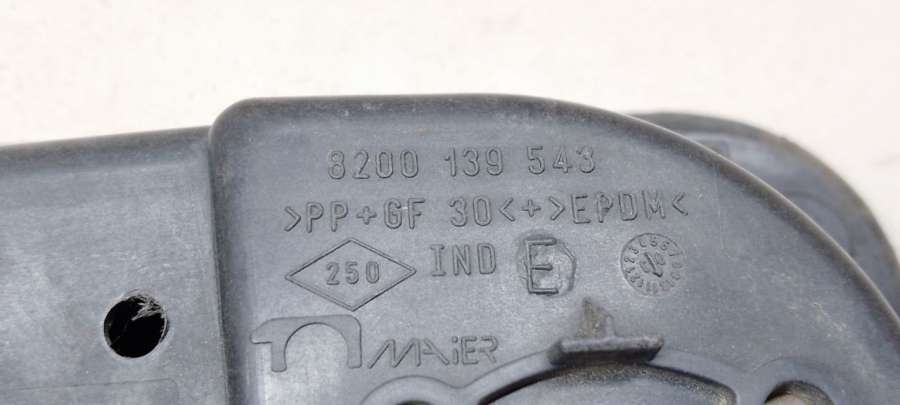 8200 139 543
>PP+GF 30<+>EPDM<
250 IND E
MAiER